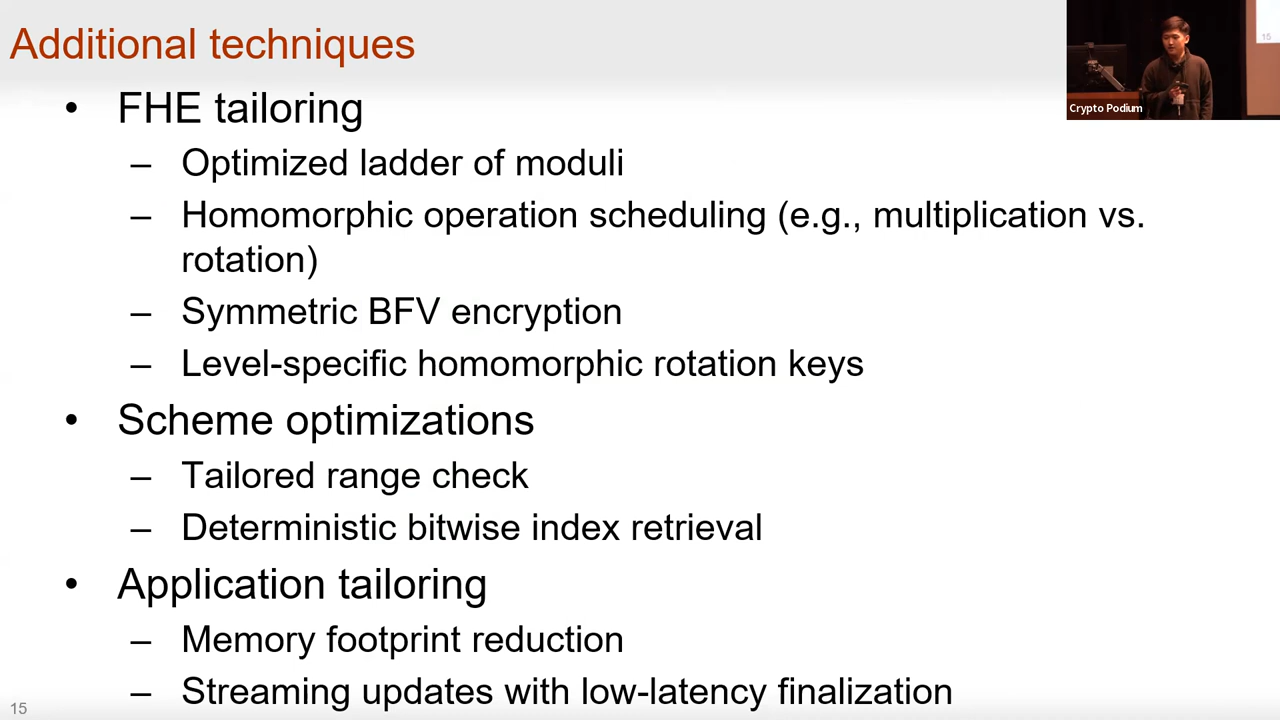 Additional techniques
15
Crypto Podium
• FHE tailoring
– Optimized ladder of moduli
– Homomorphic operation scheduling (e.g., multiplication vs.
rotation)
– Symmetric BFV encryption
– Level-specific homomorphic rotation keys
• Scheme optimizations
– Tailored range check
– Deterministic bitwise index retrieval
• Application tailoring
– Memory footprint reduction
– Streaming updates with low-latency finalization
15